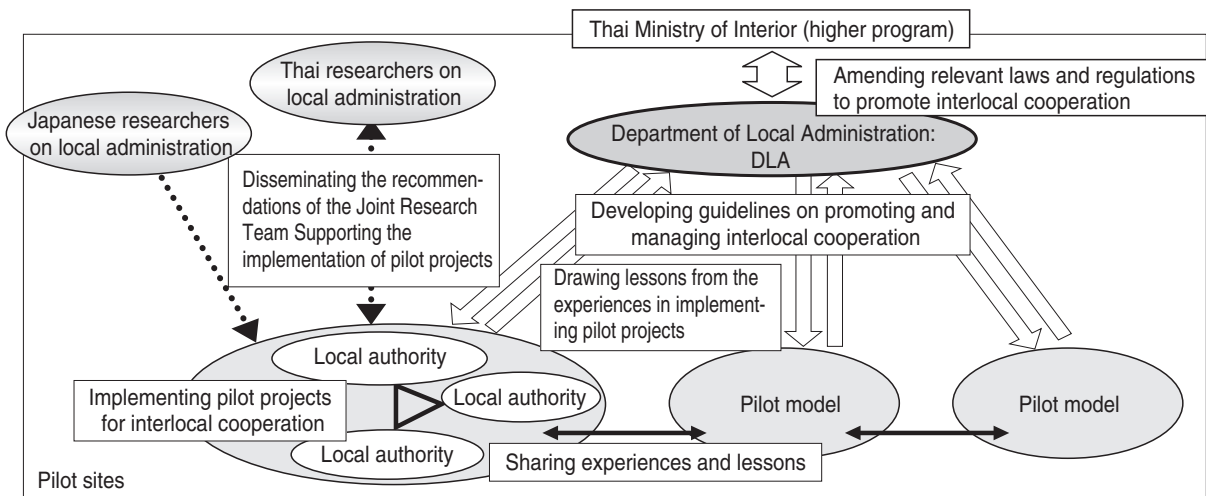 Thai Ministry of Interior (higher program)
Thai researchers on
local administration
Amending relevant laws and regulations
to promote interlocal cooperation
Japanese researchers
on local administration
Department of Local Administration:
DLA
Disseminating the recommen-
dations of the Joint Research
Team Supporting the
implementation of pilot projects
Developing guidelines on promoting and
managing interlocal cooperation
Drawing lessons from the
experiences in implement-
ing pilot projects
Local authority
Implementing pilot projects
for interlocal cooperation
Local authority
Local authority
Pilot model
Pilot model
Sharing experiences and lessons
Pilot sites